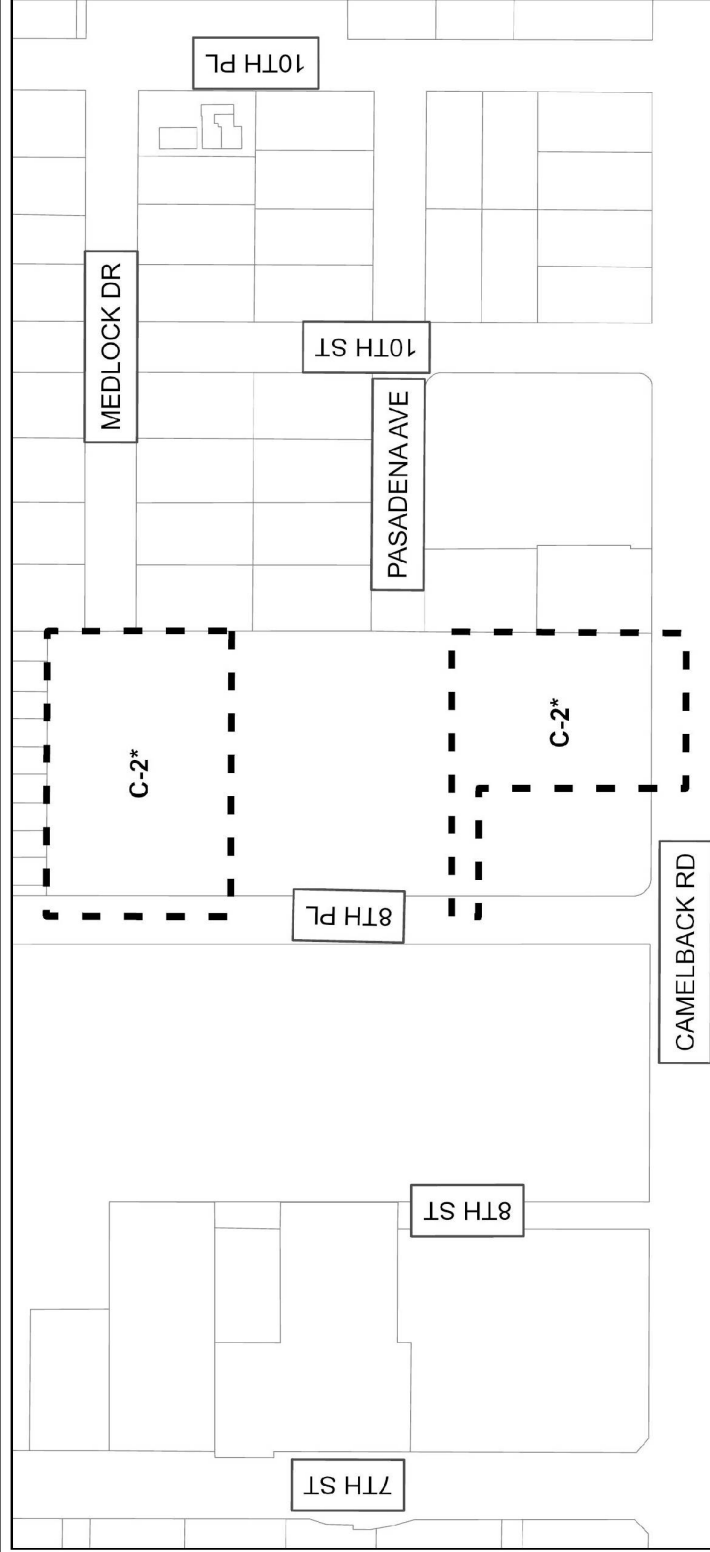 10TH PL
MEDLOCK DR
10TH ST
PASADENA AVE
C-2*
C-2*
8TH PL
CAMELBACK RD
8TH ST
7TH ST